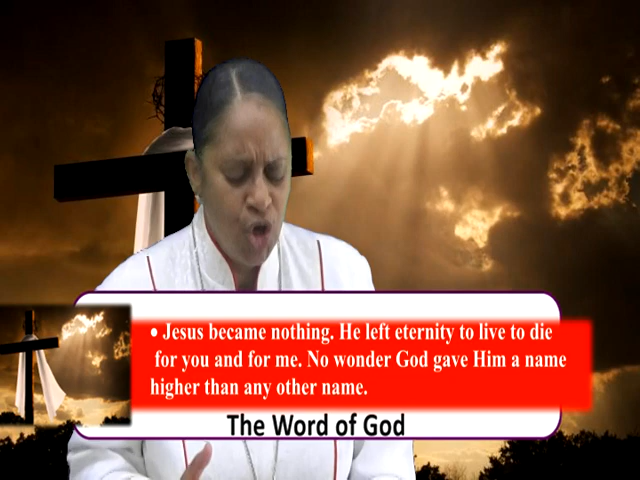 • Jesus became nothing. He left eternity to live to die
for you and for me. No wonder God gave Him a name
higher than any other name.
The Word of God